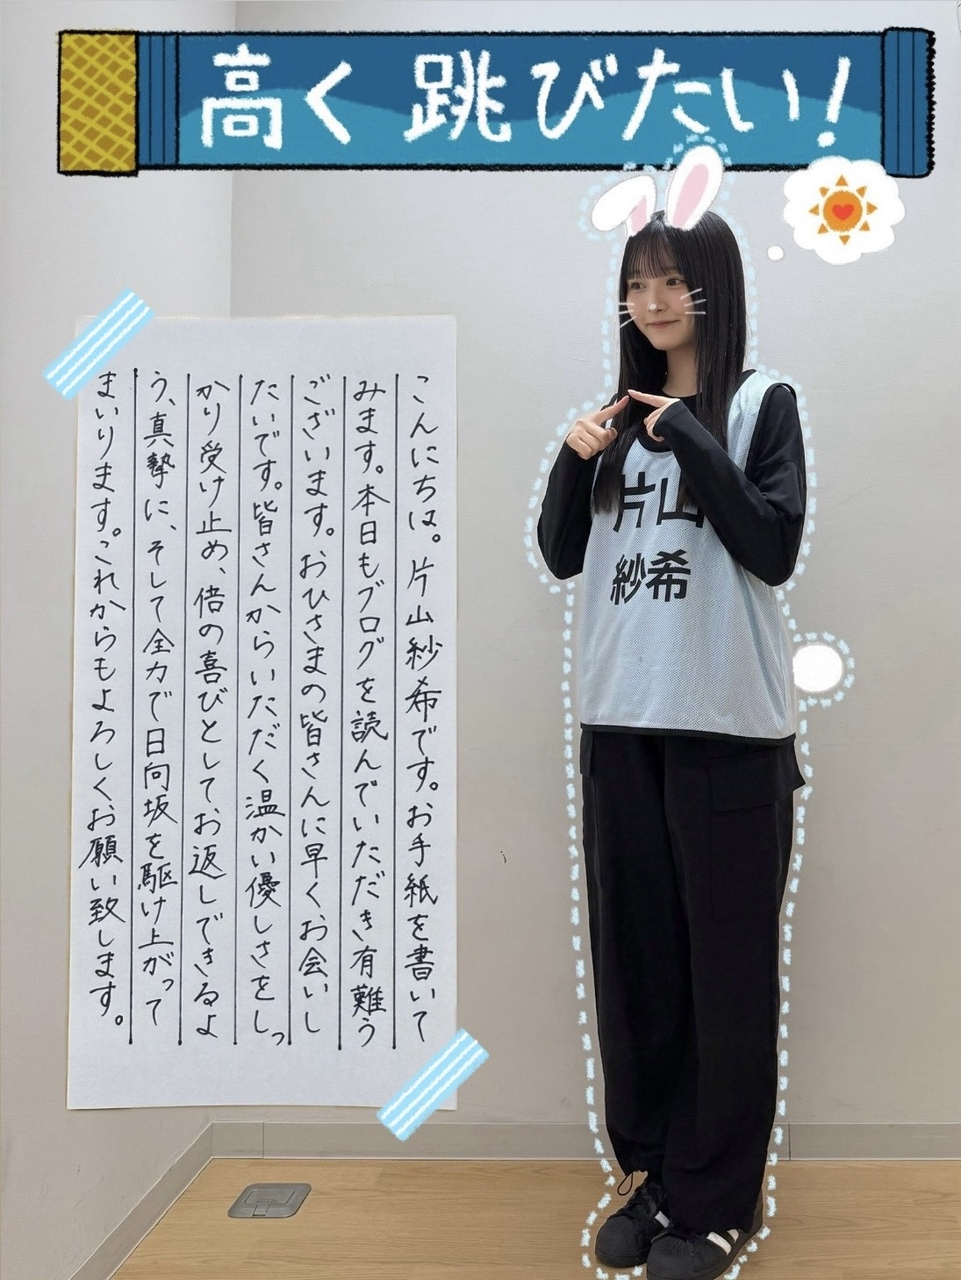 高く跳びたい!
片山
紗希
こんにちは。片山紗希です。お手紙を書いて
みます。本日もブログを読んでいただき有難う
ございます。おひさまの皆さんに早くお会いし
たいです。皆さんからいただく温かい優しさをしっ
かり受け止め、倍の喜びとしてお返しできるよ
う、真摯に、そして全力で日向坂を駆け上がって
まいります。これからもよろしくお願い致します。